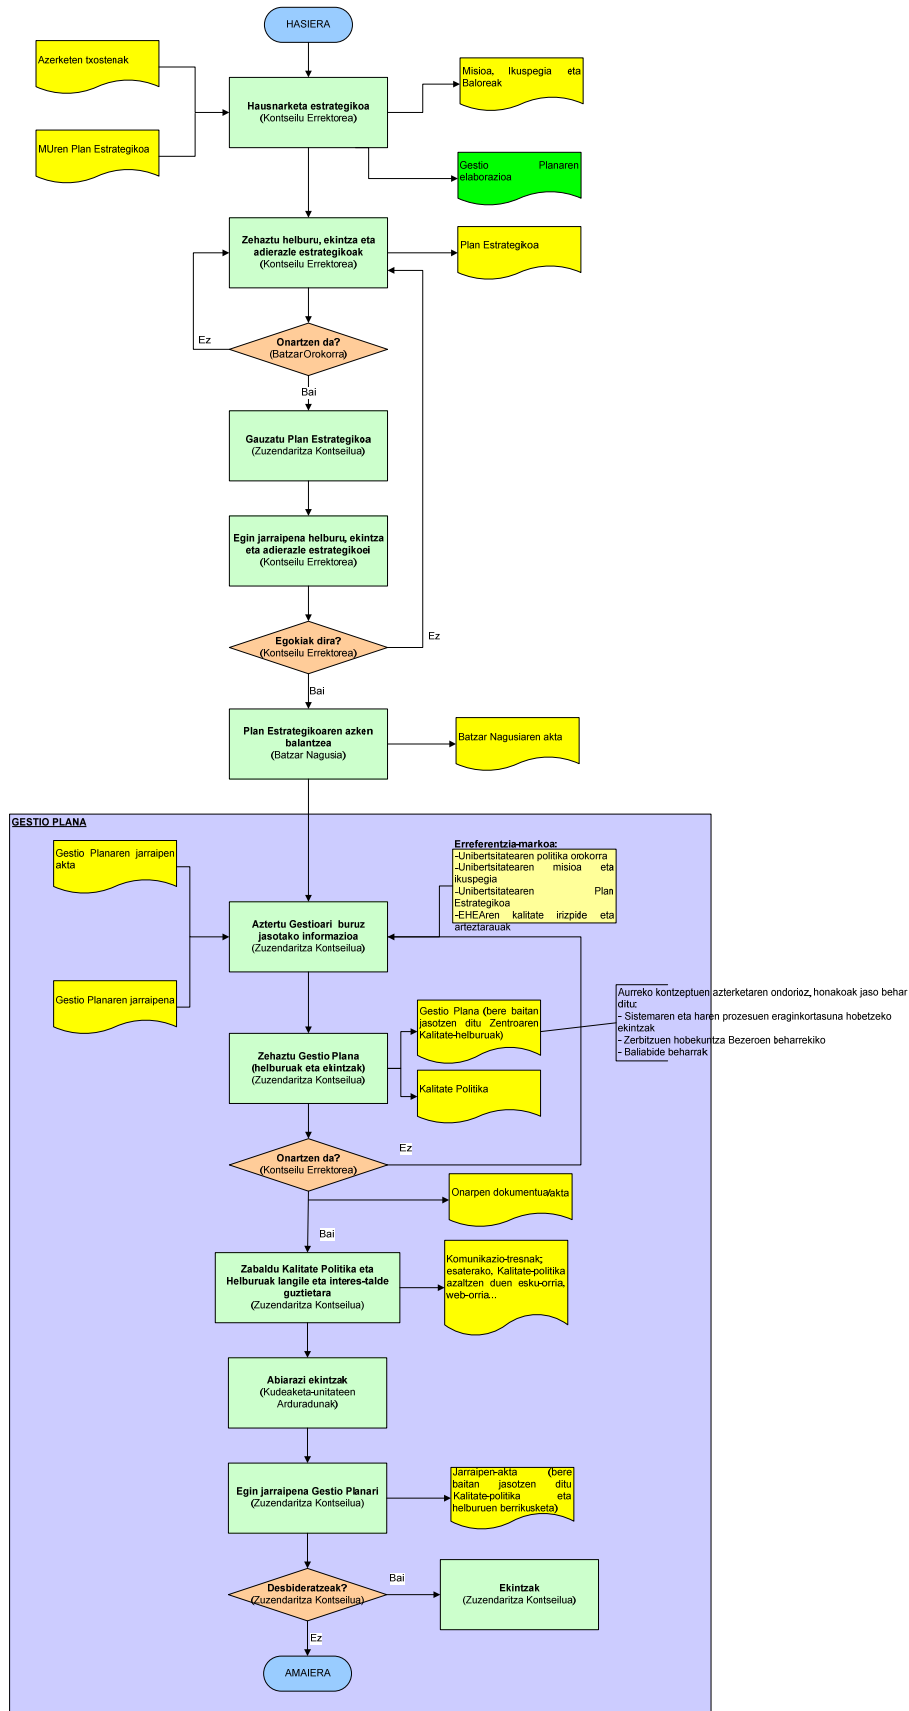 HASIERA
Azerketen txostenak
MUren Plan Estrategikoa
Hausnarketa estrategikoa
(Kontseilu Errektorea)
Misioa, Ikuspegia eta
Baloreak
Gestio Planaren
elaborazioa
Zehaztu helburu, ekintza eta
adierazle estrategikoak
(Kontseilu Errektorea)
Plan Estrategikoa
Ez
Onartzen da?
(Batzar Orokorra)
Bai
Gauzatu Plan Estrategikoa
(Zuzendaritza Kontseilua)
Egin jarraipena helburu, ekintza
eta adierazle estrategikoei
(Kontseilu Errektorea)
Egokiak dira?
(Kontseilu Errektorea)
Ez
Bai
Plan Estrategikoaren azken
balantzea
(Batzar Nagusia)
Batzar Nagusiaren akta
GESTIO PLANA
Gestio Planaren jarraipen
akta
Erreferentzia-markoa:
-Unibertsitatearen politika orokorra
-Unibertsitatearen misioa eta
ikuspegia
-Unibertsitatearen Plan
Estrategikoa
-EHEAren kalitate irizpide eta
arteztarauak
Aztertu Gestioari buruz
jasotako informazioa
(Zuzendaritza Kontseilua)
Gestio Planaren jarraipena
Gestio Plana (bere baitan
jasotzen ditu Zentroaren
Kalitate-helburuak)
Aurreko kontzeptuen azterketaren ondorioz, honakoak jaso behar
ditu:
- Sistemaren eta haren prozesuen eraginkortasuna hobetzeko
ekintzak
- Zerbitzuen hobekuntza Bezeroen beharrekiko
- Baliabide beharrak
Zehaztu Gestio Plana
(helburuak eta ekintzak)
(Zuzendaritza Kontseilua)
Kalitate Politika
Onartzen da?
(Kontseilu Errektorea)
Ez
Onarpen dokumentua/akta
Bai
Zabaldu Kalitate Politika eta
Helburuak langile eta interes-talde
guztietara
(Zuzendaritza Kontseilua)
Komunikazio-tresnak;
esaterako, Kalitate-politika
azaltzen duen esku-orria,
web-orria...
Abiarazi ekintzak
(Kudeaketa-unitateen
Arduradunak)
Egin jarraipena Gestio Planari
(Zuzendaritza Kontseilua)
Jarraipen-akta (bere
baitan jasotzen ditu
Kalitate-politika eta
helburuen berrikusketa)
Desbideratzeak?
(Zuzendaritza Kontseilua)
Bai
Ekintzak
(Zuzendaritza Kontseilua)
Ez
AMAIERA